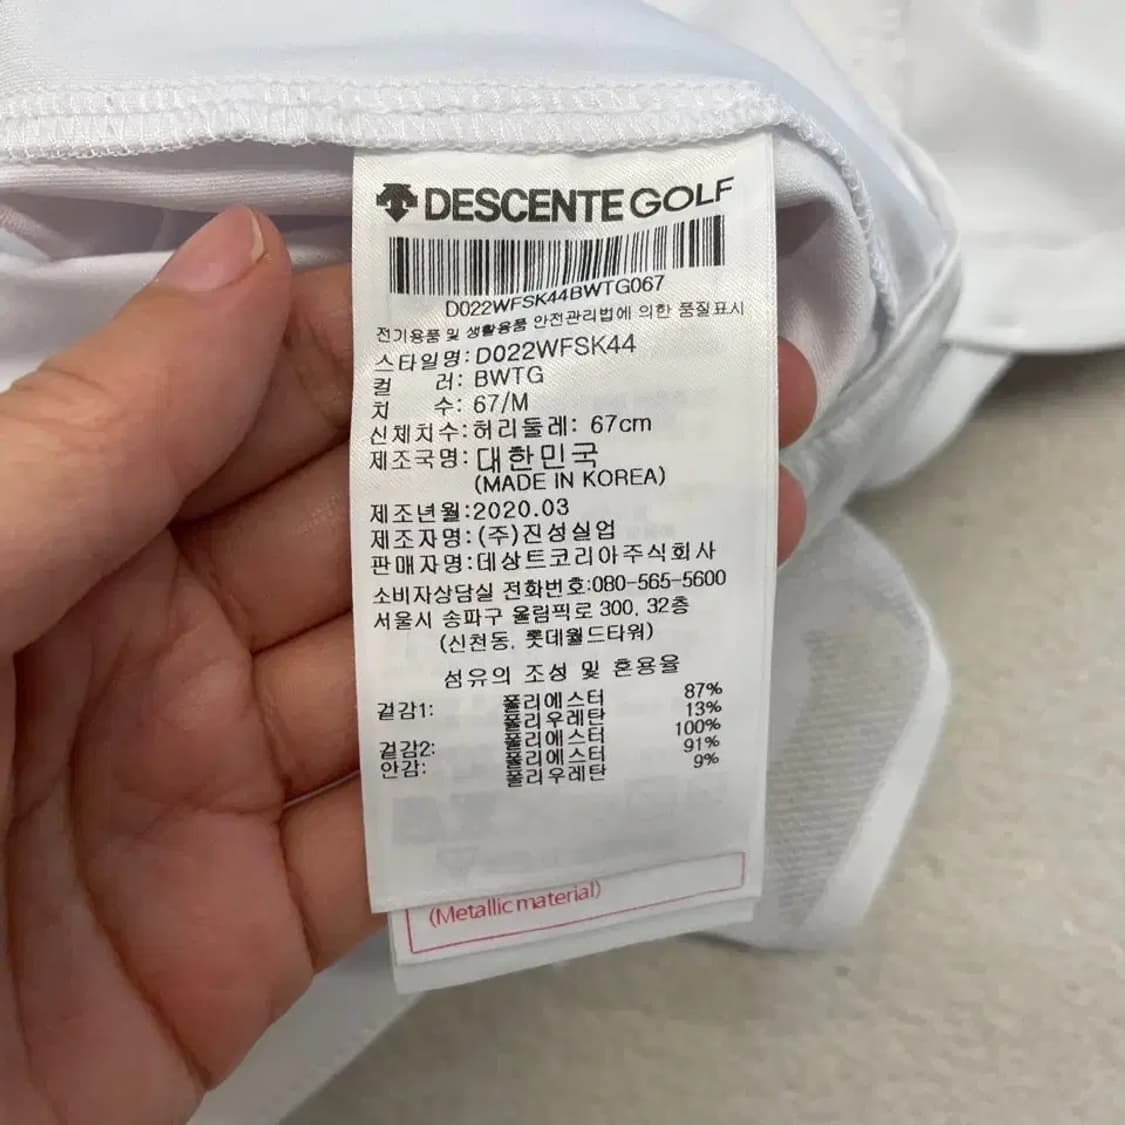 DESCENTE GOLF
D022WFSK44BWTG067
전기용품 및 생활용품 안전관리법에 의한 품질표시
스타일명: D022WFSK44
컬 러: BWTG
치 수: 67/M
신체치수: 허리둘레: 67cm
제조국명: 대한민국
(MADE IN KOREA)
제조년월: 2020.03
제조자명: (주)진성실업
판매자명: 데상트코리아주식회사
소비자상담실 전화번호:080-565-5600
서울시 송파구 올림픽로 300, 32층
(신천동, 롯데월드타워)
섬유의 조성 및 혼용율
겉감1: 폴리에스터 87%
폴리우레탄 13%
겉감2: 폴리에스터 100%
안감: 폴리에스터 91%
폴리우레탄 9%
(Metallic material)